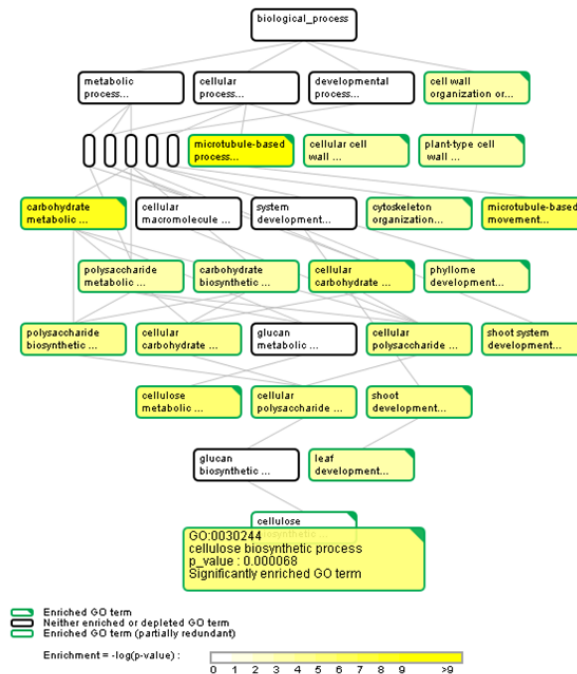 biological_process
metabolic
process...
cellular
process...
developmental
process...
cell wall
organization or...
microtubule-based
process...
cellular cell
wall ...
plant-type cell
wall ...
carbohydrate
metabolic ...
cellular
macromolecule ...
system
development...
cytoskeleton
organization...
microtubule-based
movement...
polysaccharide
metabolic ...
carbohydrate
biosynthetic ...
cellular
carbohydrate ...
phyllome
development...
polysaccharide
biosynthetic ...
cellular
carbohydrate ...
glucan
metabolic ...
cellular
polysaccharide ...
shoot system
development...
cellulose
metabolic ...
cellular
polysaccharide ...
shoot
development...
glucan
biosynthetic ...
leaf
development...
cellulose
biosynthetic ...
GO:0030244
cellulose biosynthetic process
p_value : 0.000068
Significantly enriched GO term
Enriched GO term
Neither enriched or depleted GO term
Enriched GO term (partially redundant)
Enrichment = -log(p-value) :
0 1 2 3 4 5 6 7 8 9 >9